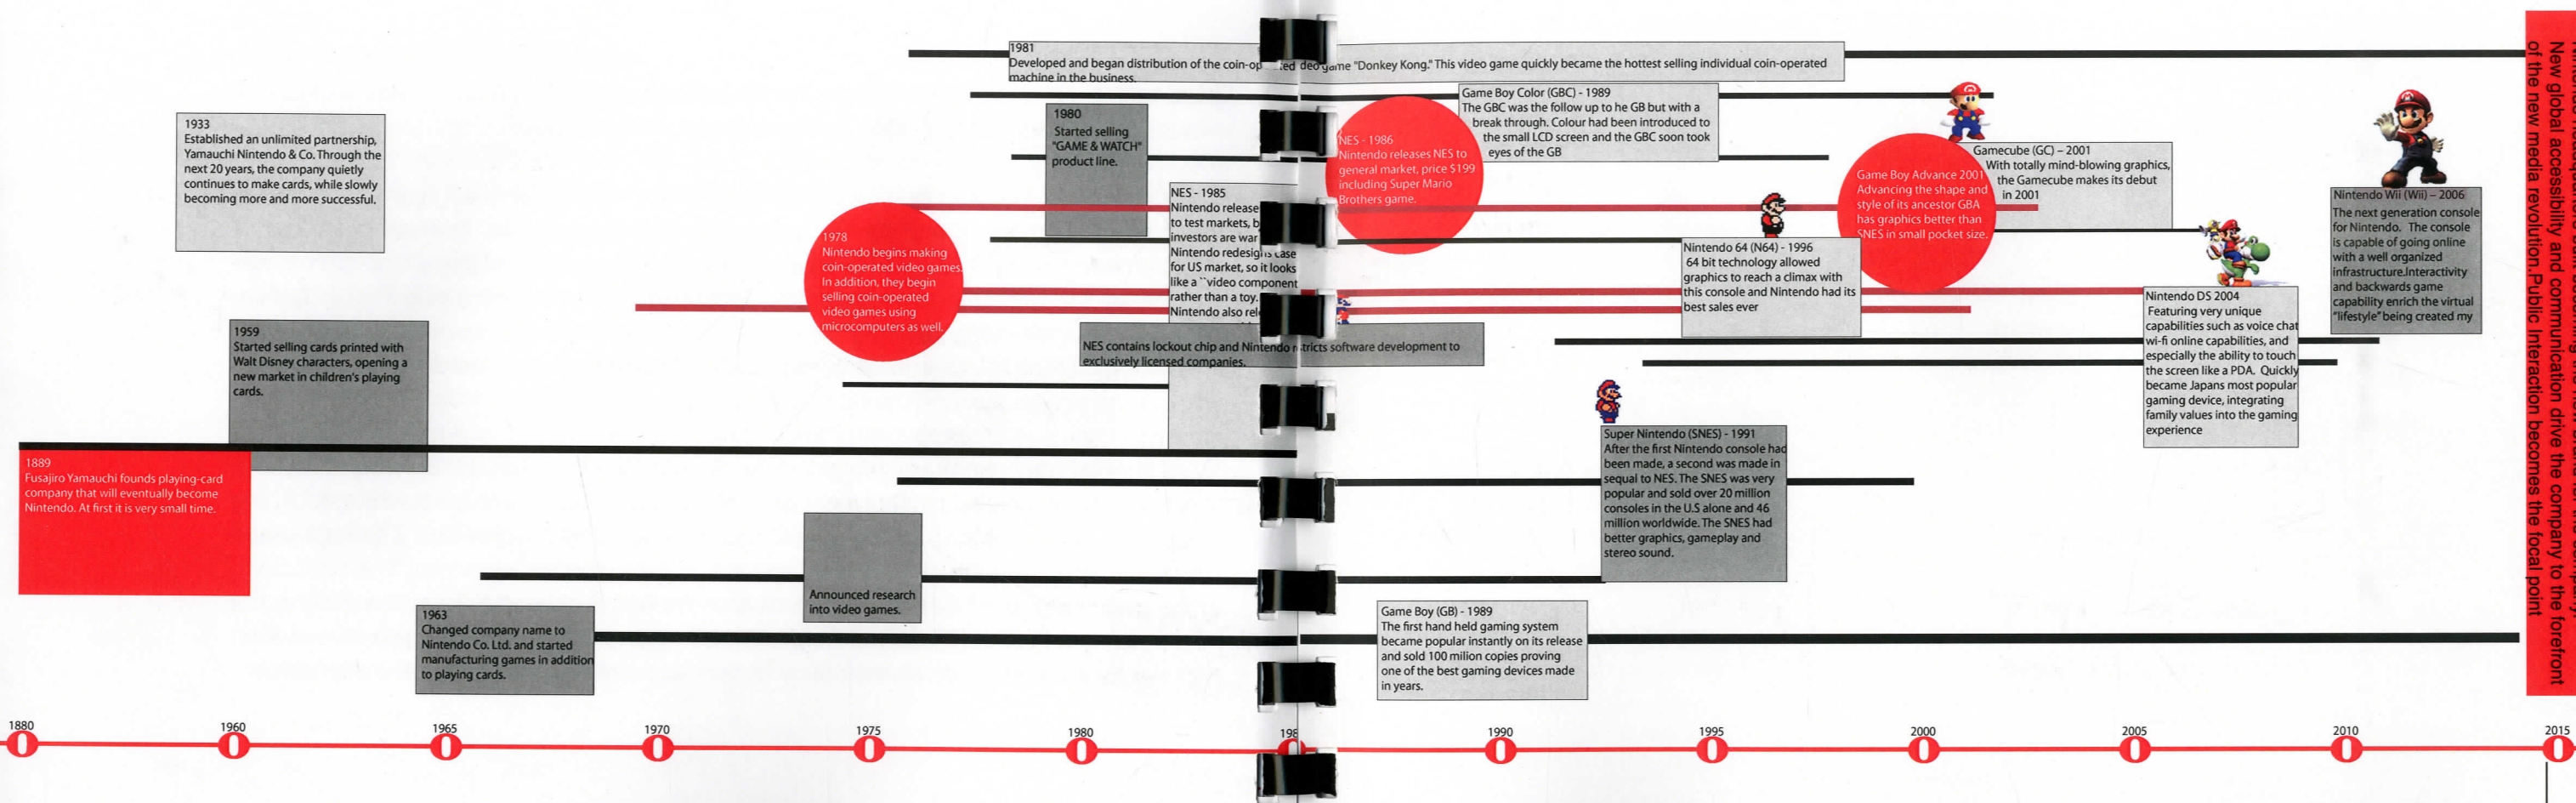 1981
Developed and began distribution of the coin-op ted deo game "Donkey Kong." This video game quickly became the hottest selling individual coin-operated
machine in the business.
1933
Established an unlimited partnership,
Yamauchi Nintendo & Co. Through the
next 20 years, the company quietly
continues to make cards, while slowly
becoming more and more successful.
1980
Started selling
"GAME & WATCH"
product line.
Game Boy Color (GBC) - 1989
The GBC was the follow up to he GB but with a
break through. Colour had been introduced to
the small LCD screen and the GBC soon took
eyes of the GB
NES - 1986
Nintendo releases NES to
general market, price $199
including Super Mario
Brothers game.
NES - 1985
Nintendo release
to test markets, b
investors are war
Nintendo redesigns case
for US market, so it looks
like a ``video component
rather than a toy.
Nintendo also rel
NES contains lockout chip and Nintendo r stricts software development to
exclusively licensed companies.
1978
Nintendo begins making
coin-operated video games.
In addition, they begin
selling coin-operated
video games using
microcomputers as well.
Game Boy Advance 2001
Advancing the shape and
style of its ancestor GBA
has graphics better than
SNES in small pocket size.
Gamecube (GC) – 2001
With totally mind-blowing graphics,
the Gamecube makes its debut
in 2001
Nintendo Wii (Wii) – 2006
The next generation console
for Nintendo. The console
is capable of going online
with a well organized
infrastructure.Interactivity
and backwards game
capability enrich the virtual
"lifestyle" being created my
Nintendo 64 (N64) - 1996
64 bit technology allowed
graphics to reach a climax with
this console and Nintendo had its
best sales ever
Nintendo DS 2004
Featuring very unique
capabilities such as voice chat
wi-fi online capabilities, and
especially the ability to touch
the screen like a PDA. Quickly
became Japans most popular
gaming device, integrating
family values into the gaming
experience
1959
Started selling cards printed with
Walt Disney characters, opening a
new market in children's playing
cards.
1889
Fusajiro Yamauchi founds playing-card
company that will eventually become
Nintendo. At first it is very small time.
Super Nintendo (SNES) - 1991
After the first Nintendo console had
been made, a second was made in
sequal to NES. The SNES was very
popular and sold over 20 million
consoles in the U.S alone and 46
million worldwide. The SNES had
better graphics, gameplay and
stereo sound.
Announced research
into video games.
1963
Changed company name to
Nintendo Co. Ltd. and started
manufacturing games in addition
to playing cards.
Game Boy (GB) - 1989
The first hand held gaming system
became popular instantly on its release
and sold 100 milion copies proving
one of the best gaming devices made
in years.
New global accessibility and communication drive the company to the forefront
of the new media revolution.Public Interaction becomes the focal point
1880
1960
1965
1970
1975
1980
198
1990
1995
2000
2005
2010
2015